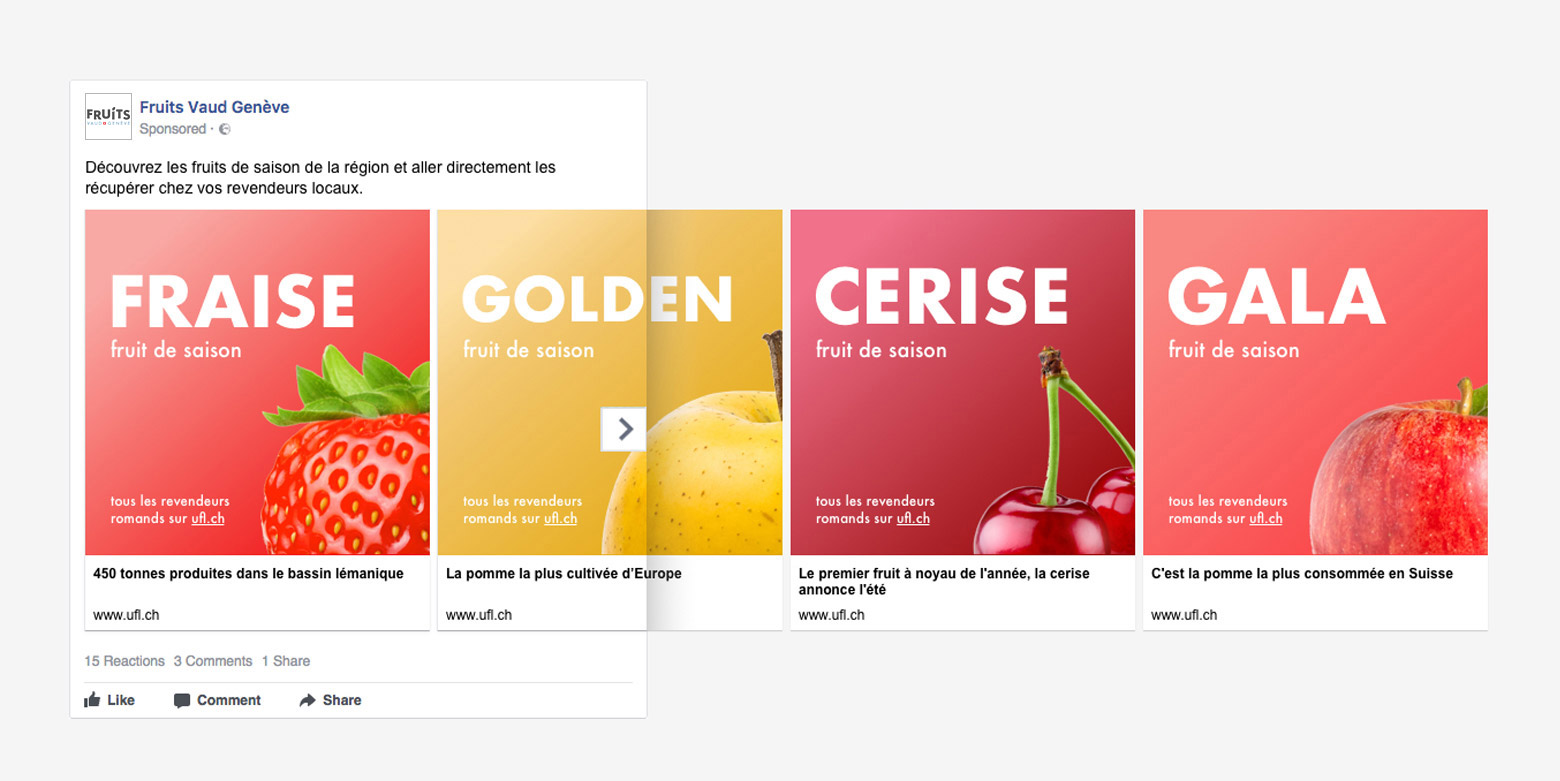 FRUITS
VAUD GENÈVE
Fruits Vaud Genève
Sponsored ·
Découvrez les fruits de saison de la région et aller directement les
récupérer chez vos revendeurs locaux.
FRAISE
fruit de saison
tous les revendeurs
romands sur ufl.ch
450 tonnes produites dans le bassin lémanique
www.ufl.ch
GOLDEN
fruit de saison
tous les revendeurs
romands sur ufl.ch
La pomme la plus cultivée d’Europe
www.ufl.ch
CERISE
fruit de saison
tous les revendeurs
romands sur ufl.ch
Le premier fruit à noyau de l'année, la cerise
annonce l'été
www.ufl.ch
GALA
fruit de saison
tous les revendeurs
romands sur ufl.ch
C'est la pomme la plus consommée en Suisse
www.ufl.ch
15 Reactions 3 Comments 1 Share
Like Comment Share